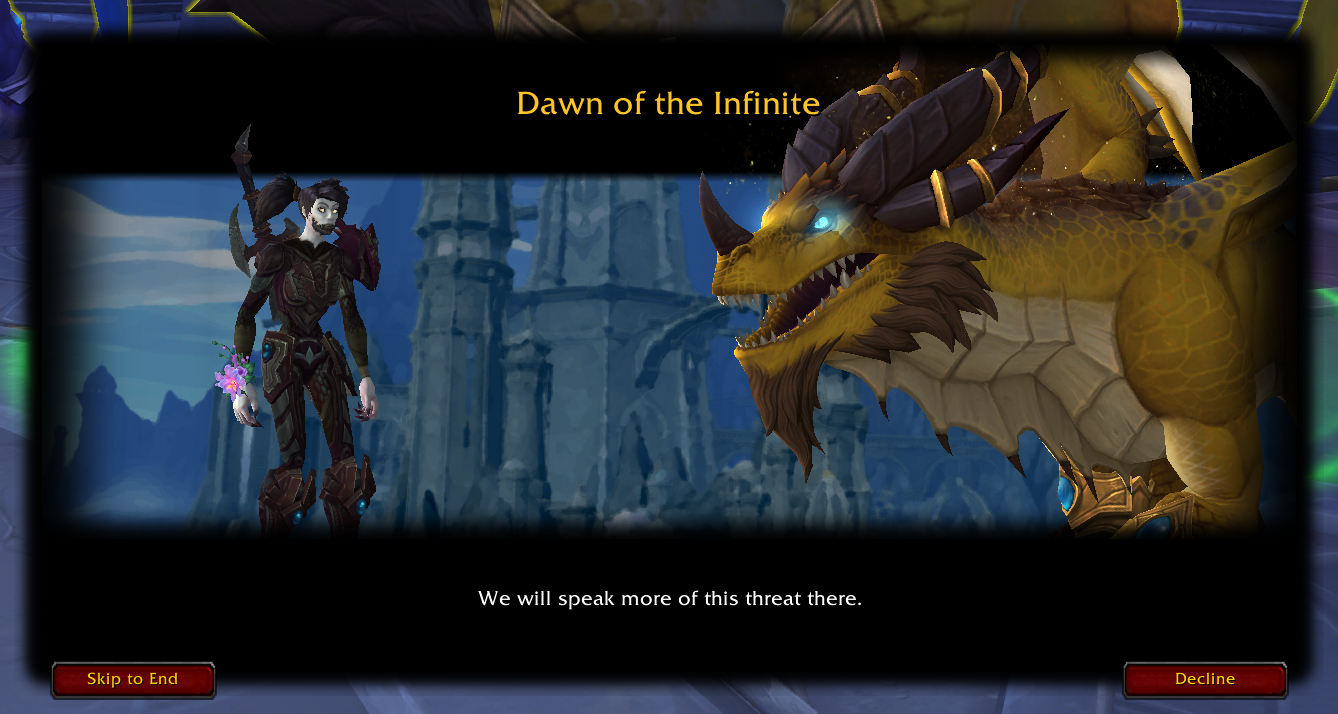 Dawn of the Infinite
We will speak more of this threat there.
Skip to End
Decline